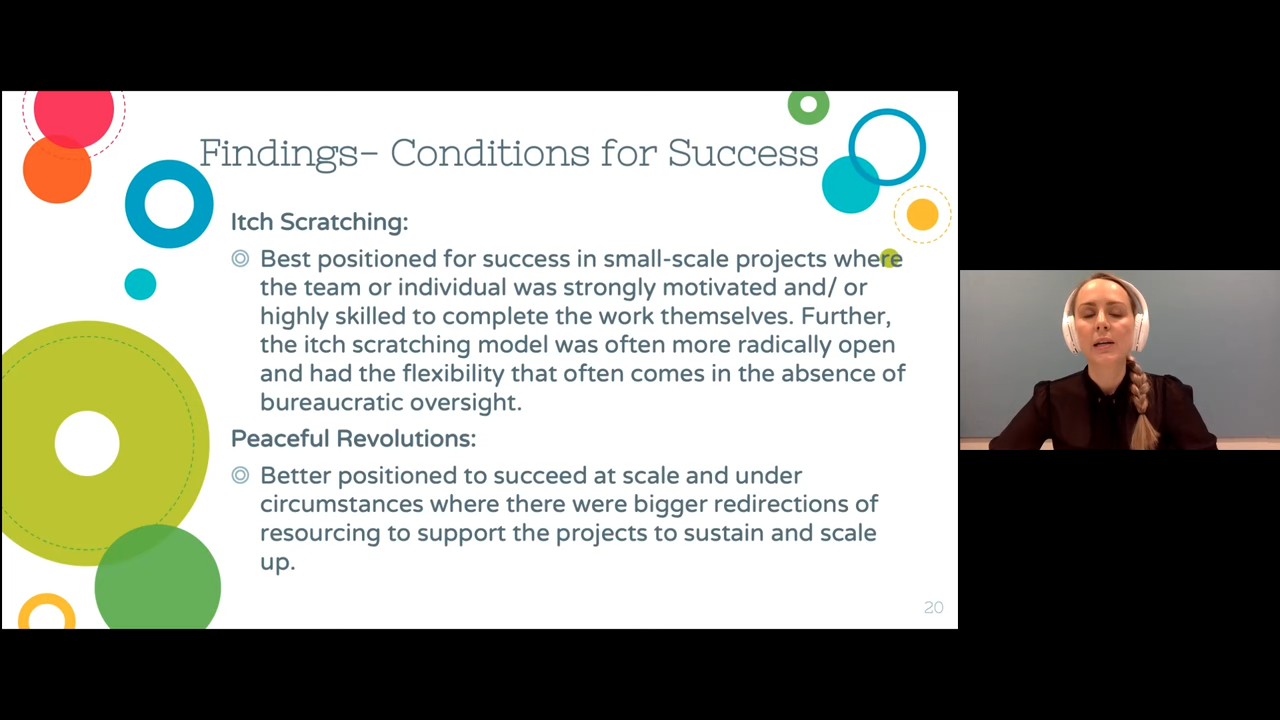 Findings– Conditions for Success
Itch Scratching:
Best positioned for success in small-scale projects where
the team or individual was strongly motivated and/ or
highly skilled to complete the work themselves. Further,
the itch scratching model was often more radically open
and had the flexibility that often comes in the absence of
bureaucratic oversight.
Peaceful Revolutions:
Better positioned to succeed at scale and under
circumstances where there were bigger redirections of
resourcing to support the projects to sustain and scale
up.
20